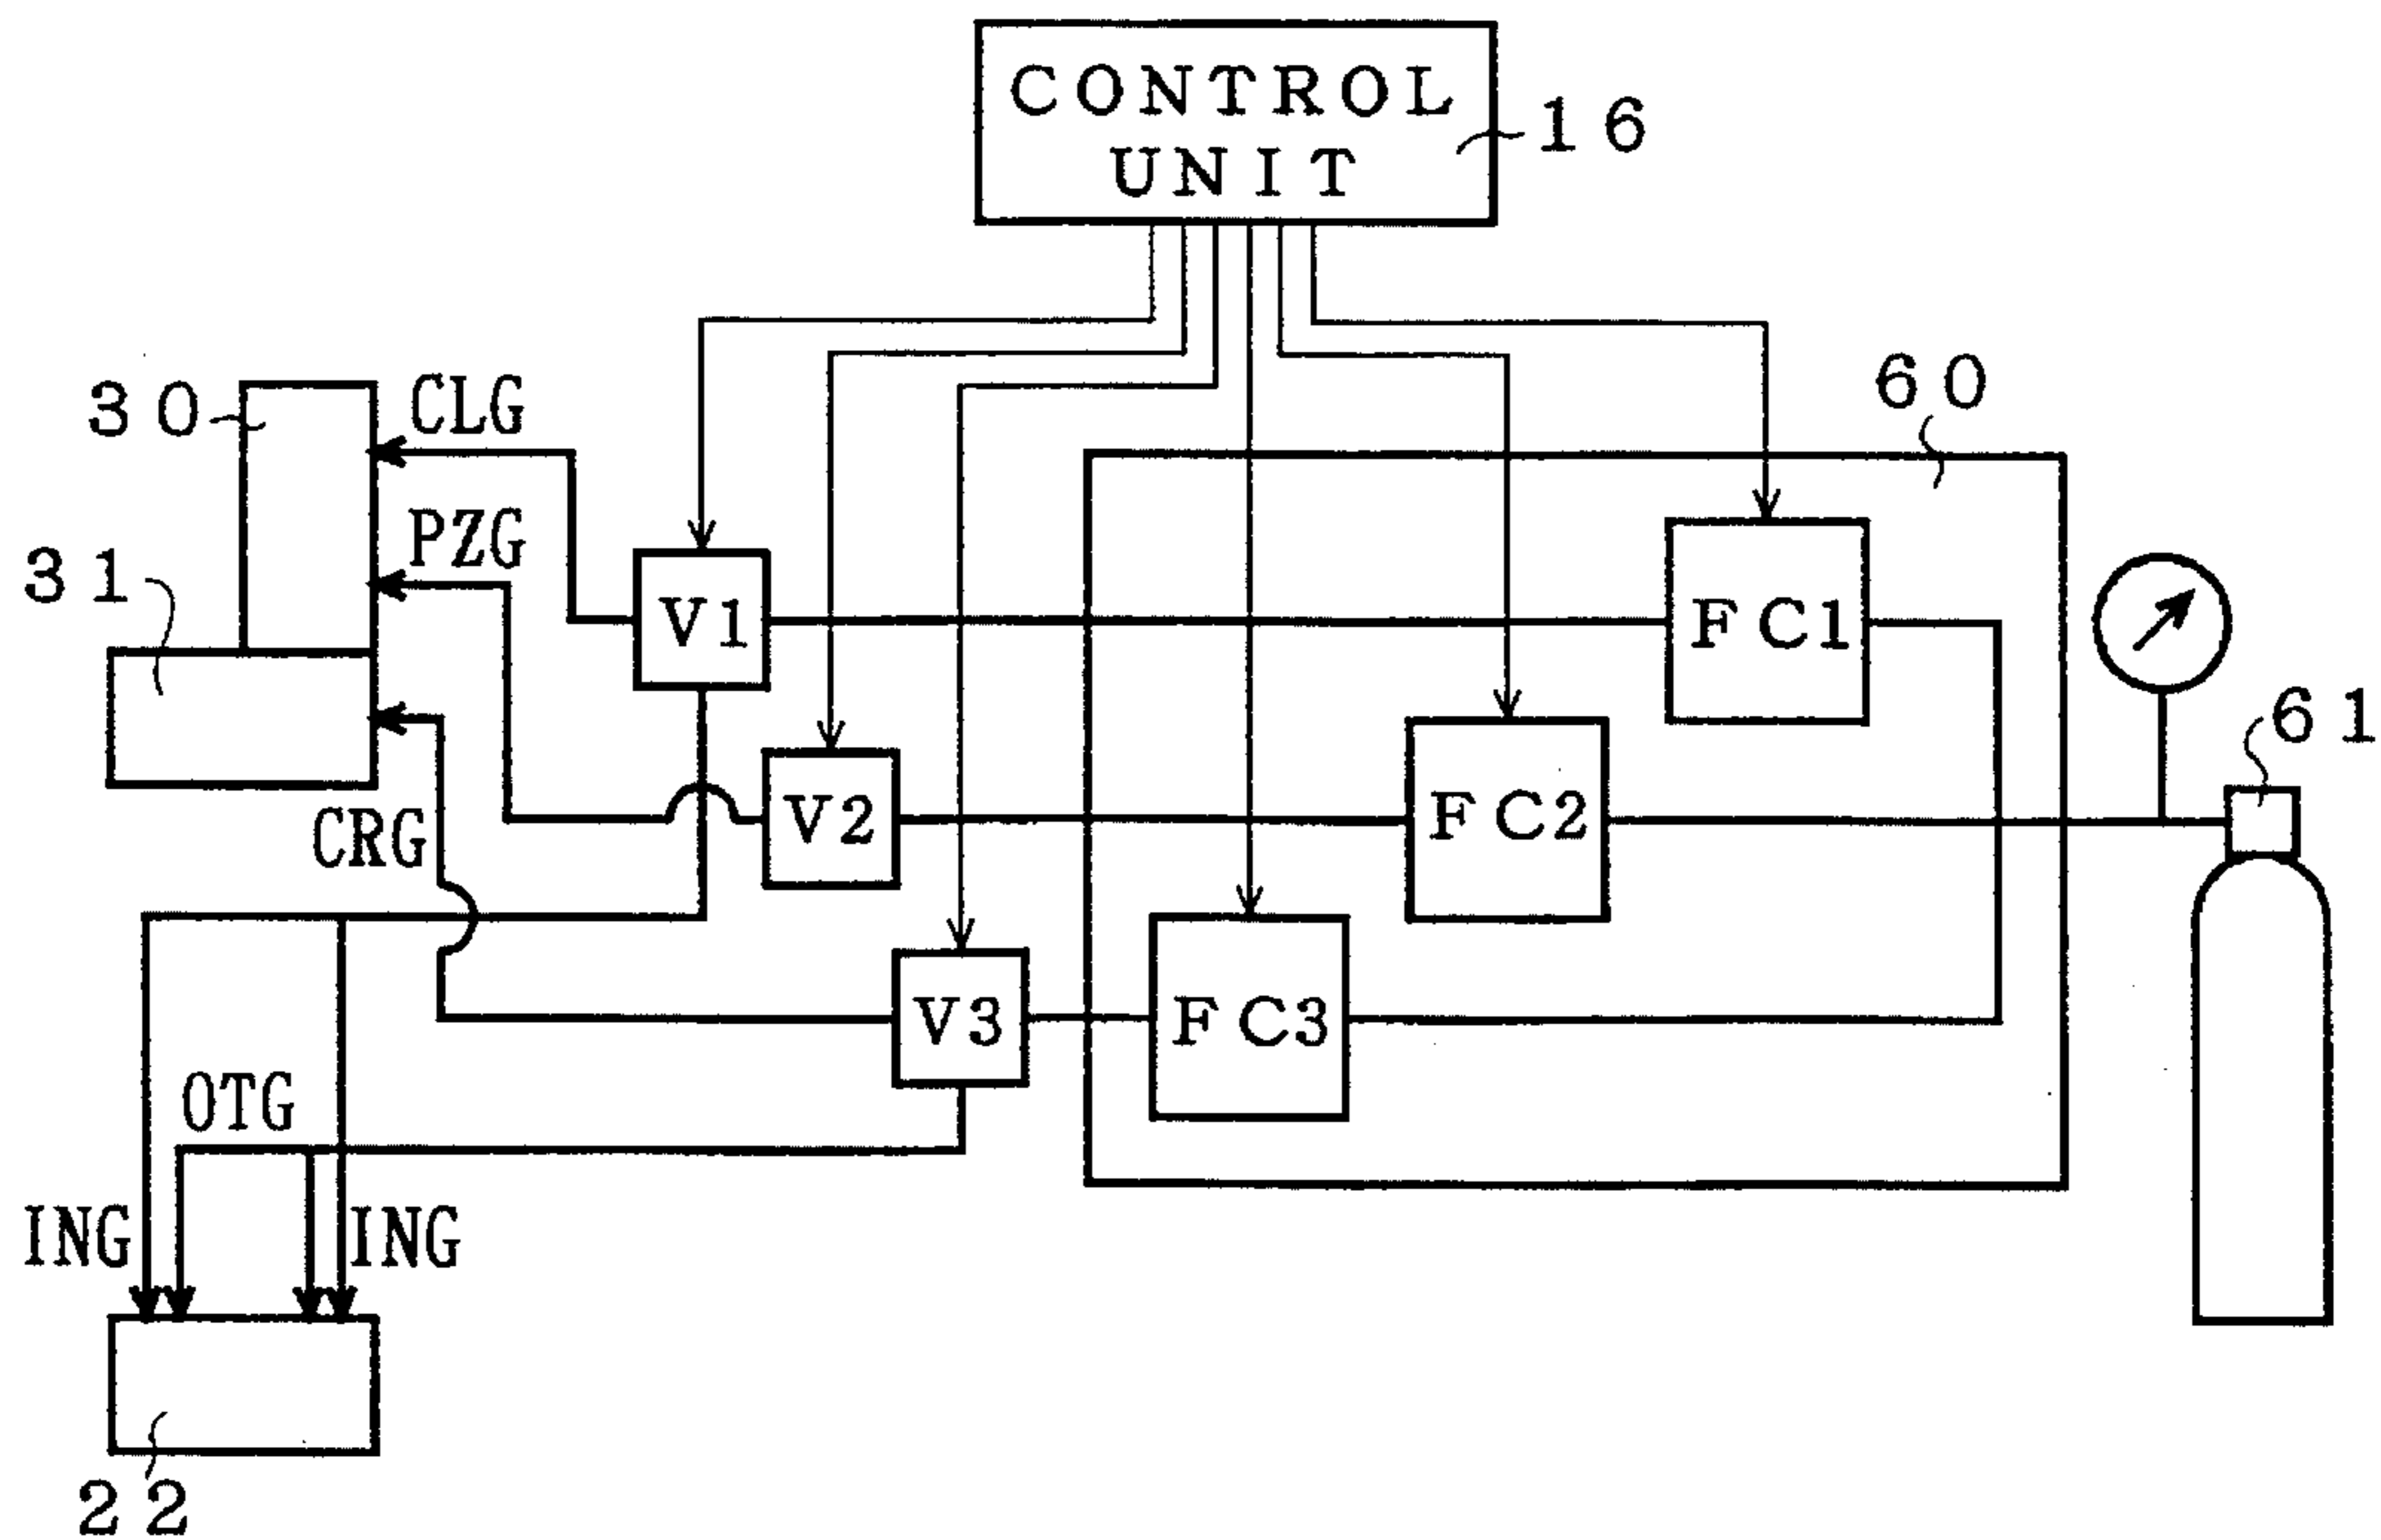 CONTROL
UNIT
16
30
CLG
60
PZG
31
V1
FC1
61
V2
FC2
CRG
V3
FC3
OTG
ING
ING
22